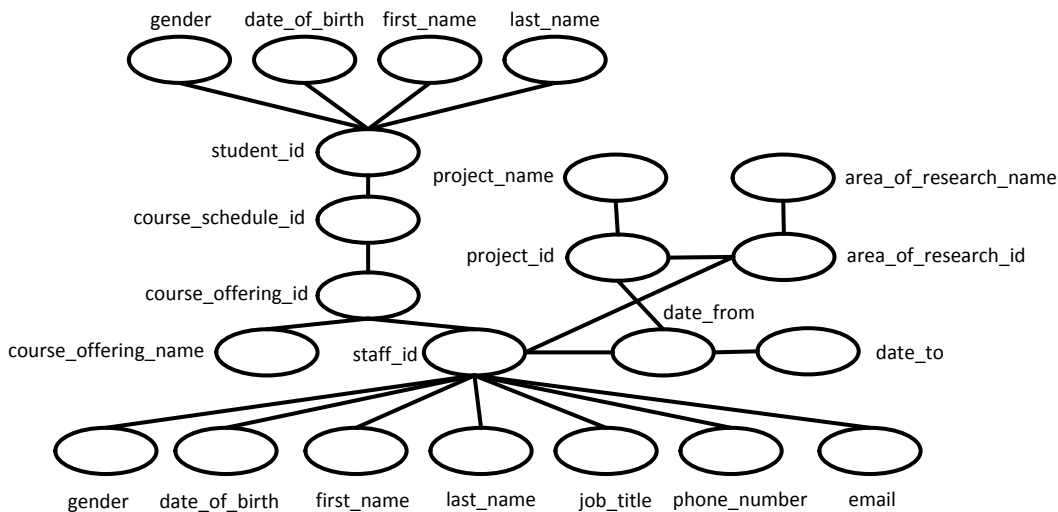 gender
date_of_birth
first_name
last_name
student_id
project_name
area_of_research_name
course_schedule_id
project_id
area_of_research_id
course_offering_id
date_from
course_offering_name
staff_id
date_to
gender
date_of_birth
first_name
last_name
job_title
phone_number
email